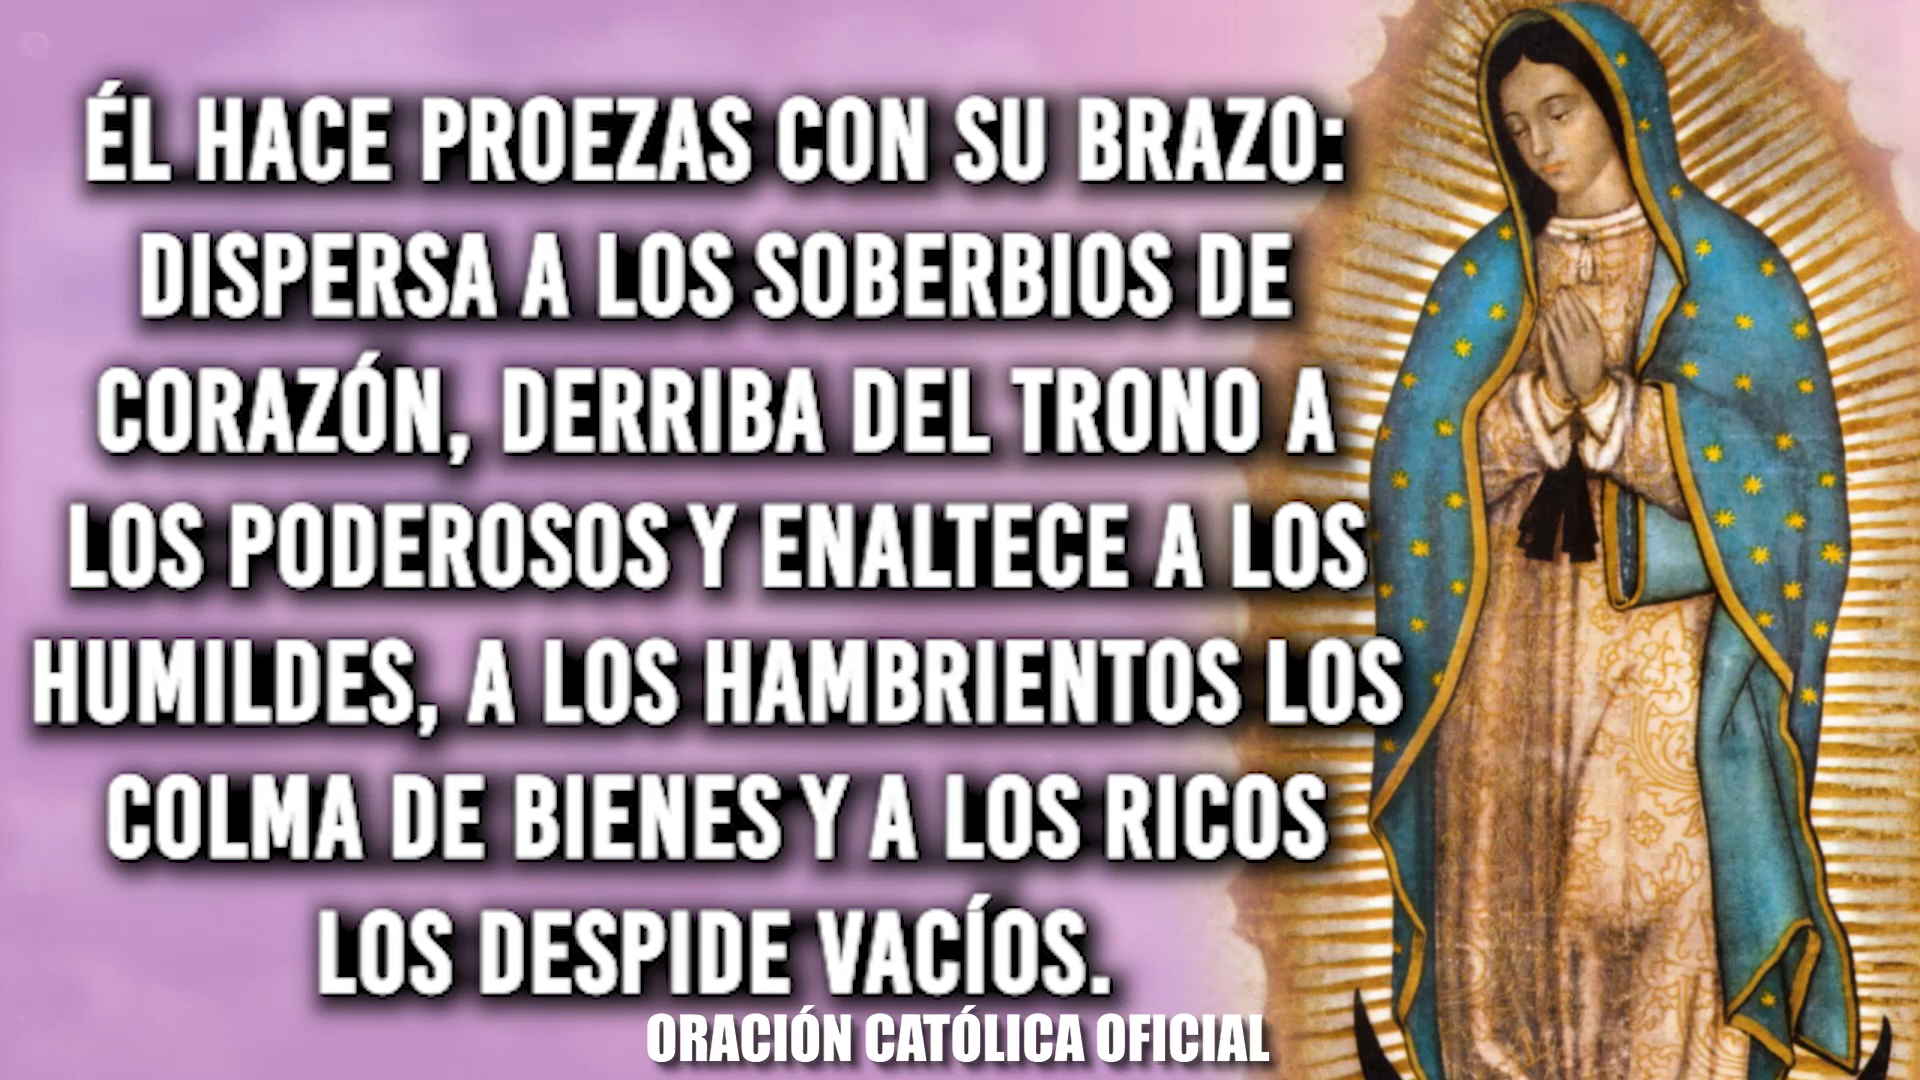 ÉL HACE PROEZAS CON SU BRAZO:
DISPERSA A LOS SOBERBIOS DE
CORAZÓN, DERRIBA DEL TRONO A
LOS PODEROSOS Y ENALTECE A LOS
HUMILDES, A LOS HAMBRIENTOS LOS
COLMA DE BIENES Y A LOS RICOS
LOS DESPIDE VACÍOS.
ORACIÓN CATÓLICA OFICIAL